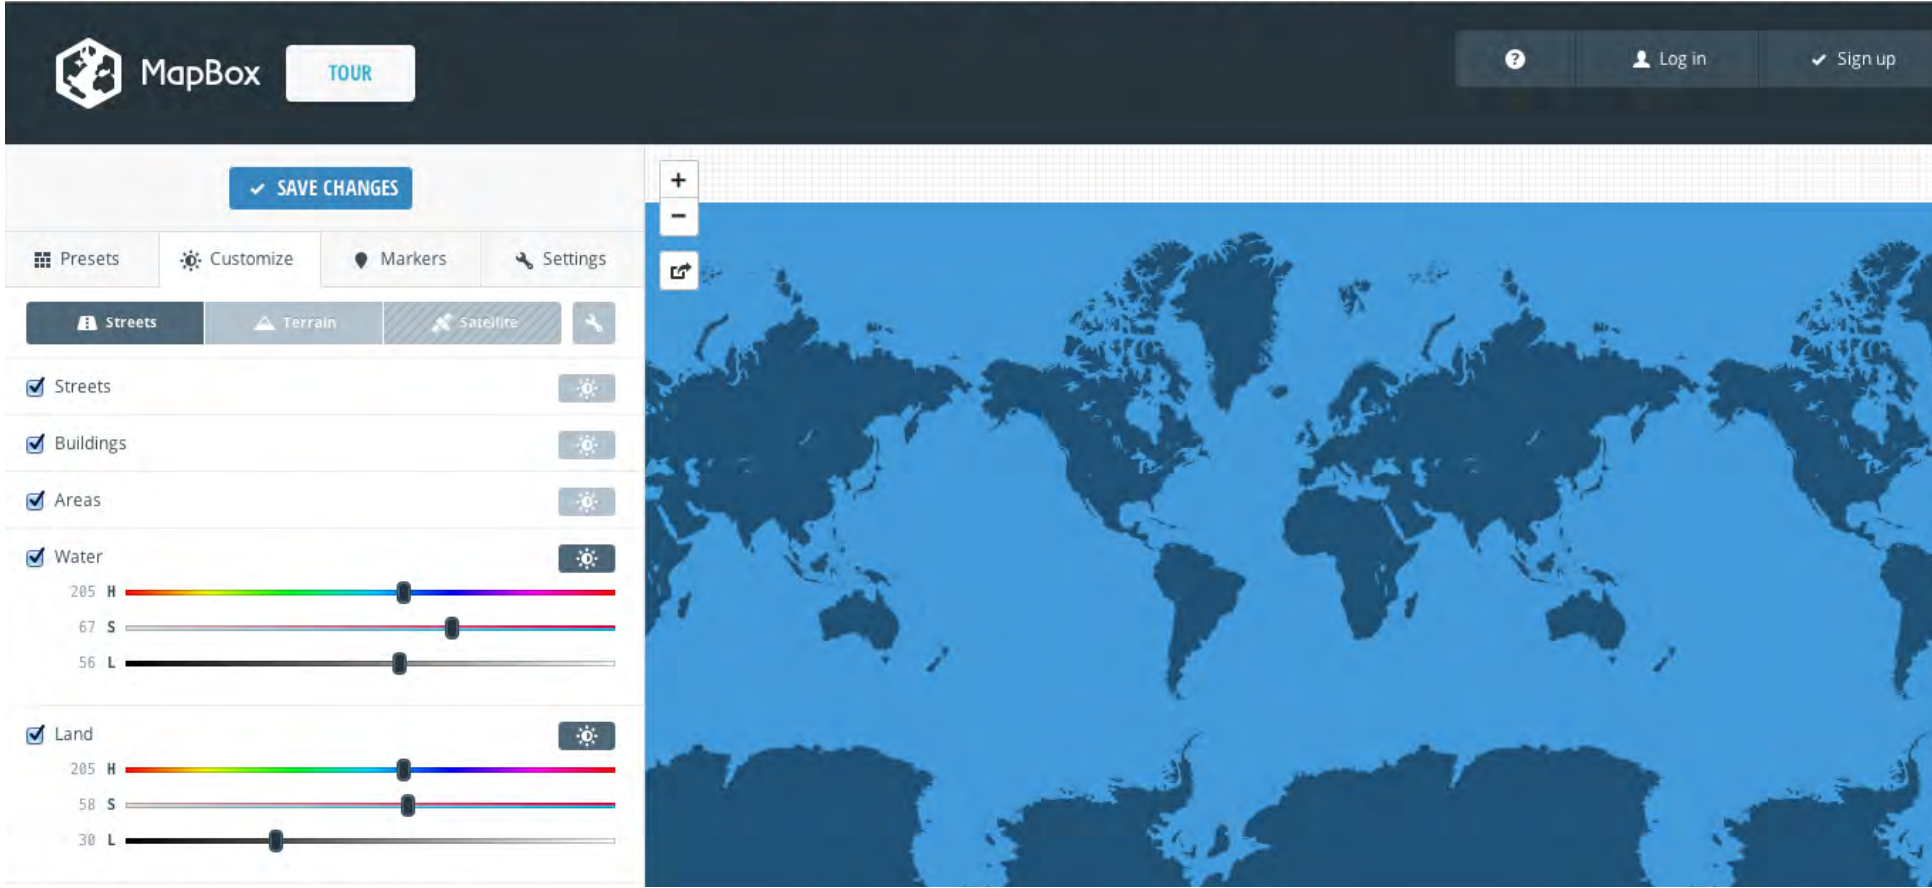 MapBox
TOUR
?
Log in
Sign up
SAVE CHANGES
+
−
Presets
Customize
Markers
Settings
Streets
Terrain
Satellite
Streets
Buildings
Areas
Water
205 H
67 S
56 L
Land
205 H
58 S
30 L